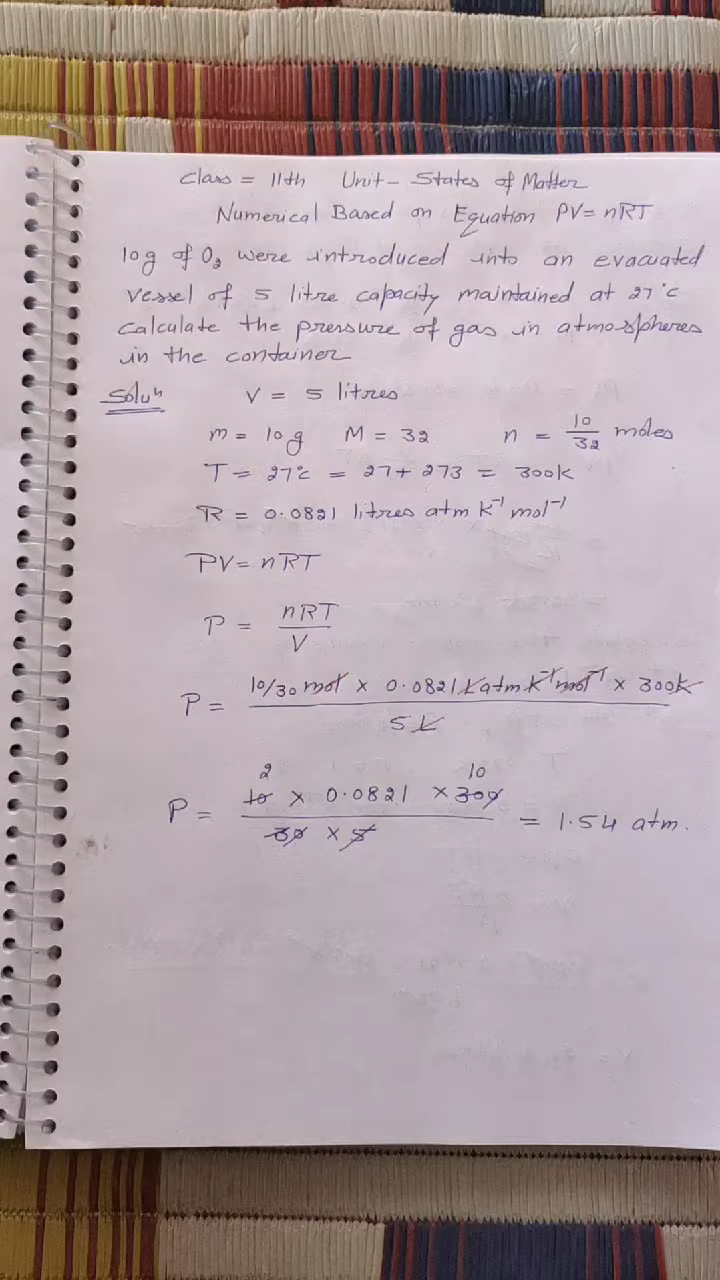 Class = 11th Unit- States of Matter
Numerical Based on Equation PV = nRT
10g of O2 were introduced into an evacuated
vessel of 5 litre capacity maintained at 27°C
calculate the pressure of gas in atmospheres
in the container
Soluⁿ V = 5 litres
m = 10g M = 32 n = 10/32 moles
T = 27°C = 27 + 273 = 300K
R = 0.0821 litres atm K⁻¹ mol⁻¹
PV = nRT
P = nRT/V
P = 10/30 mol × 0.0821 L atm K⁻¹ mol⁻¹ × 300K
5 L
2 10
P = 10 × 0.0821 × 300 = 1.54 atm.
30 × 5